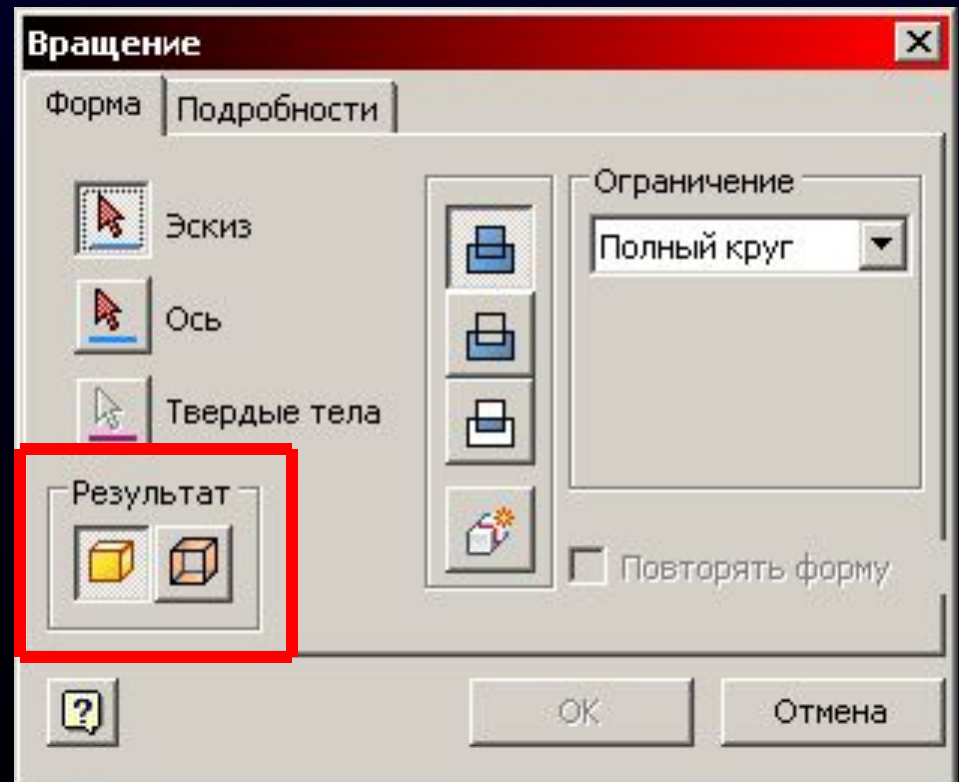 Вращение
Форма
Подробности
Эскиз
Ось
Твердые тела
Результат
Ограничение
Полный круг
Повторять форму
?
OK
Отмена